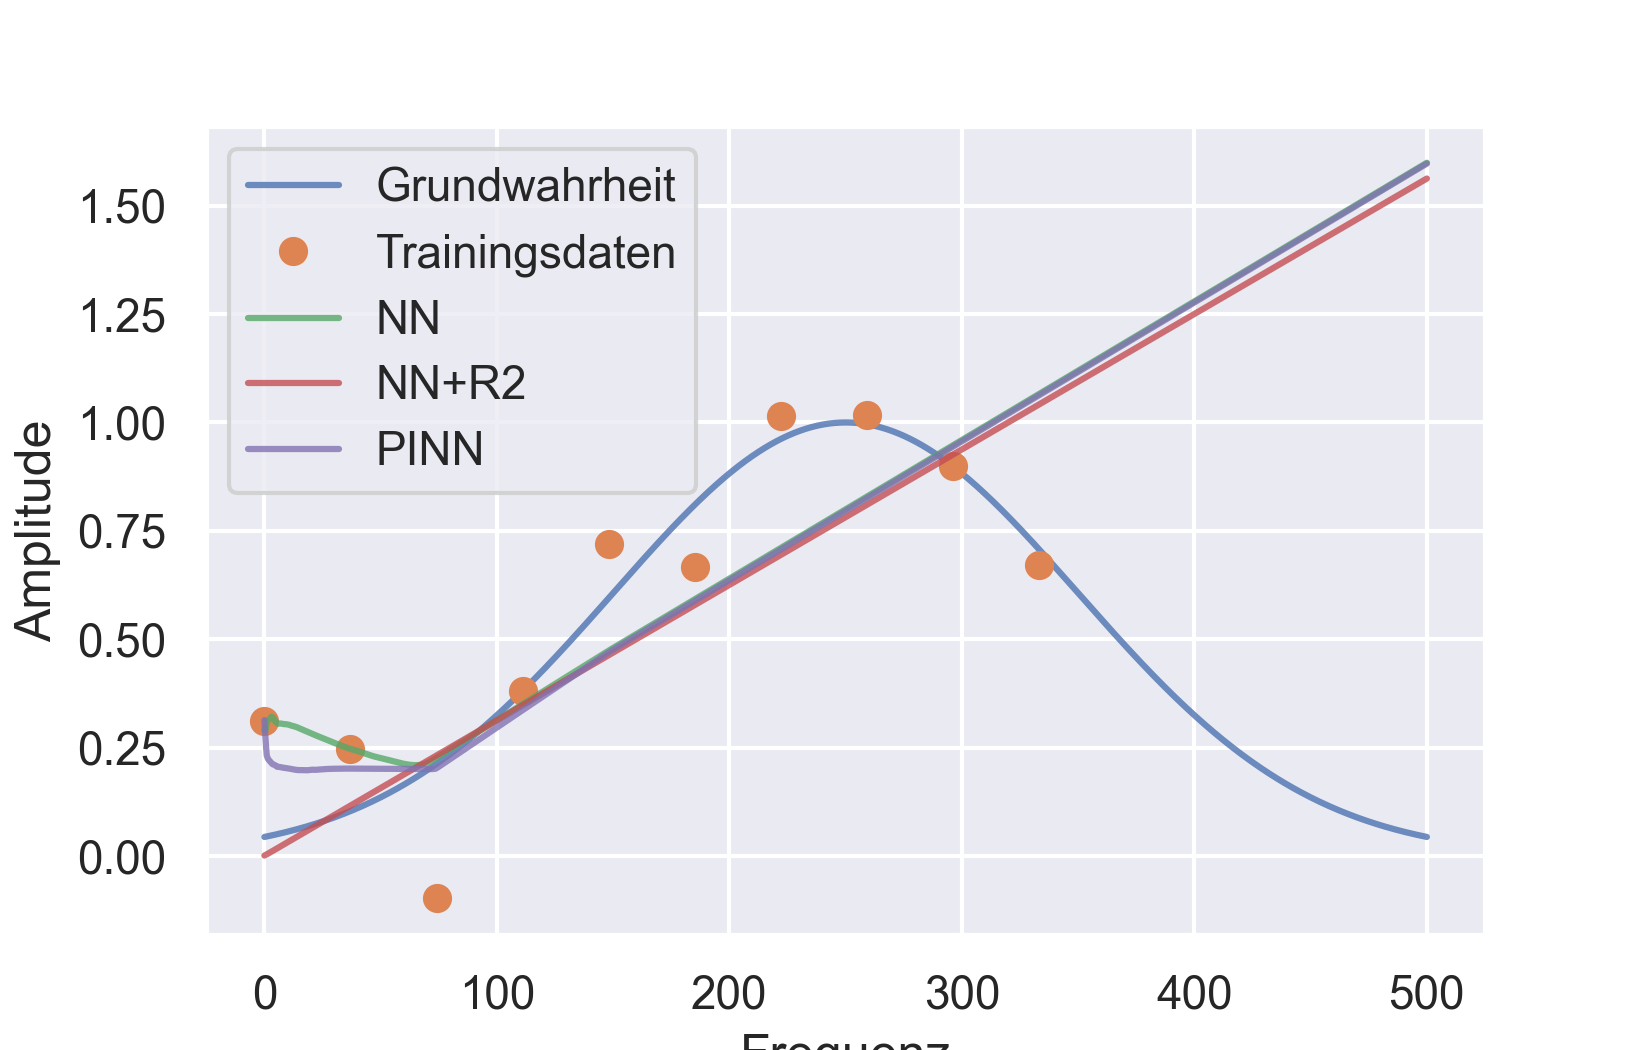 Grundwahrheit
Trainingsdaten
NN
NN+R2
PINN
1.50
1.25
1.00
0.75
0.50
0.25
0.00
Amplitude
0 100 200 300 400 500
Frequenz